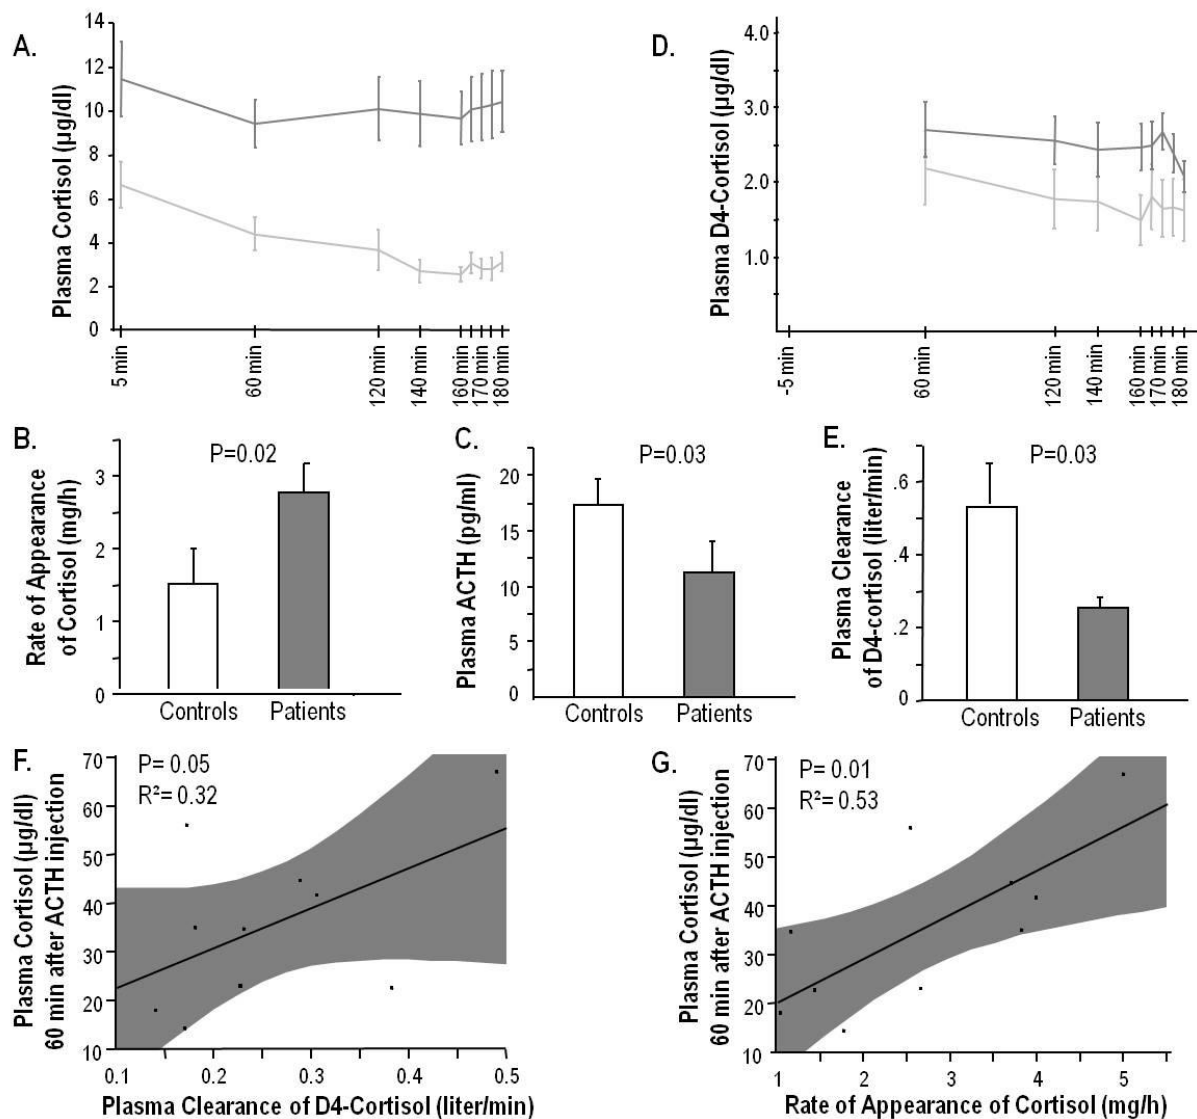 A.
Plasma Cortisol (µg/dl)
14
12
10
8
6
4
2
0
5 min
60 min
120 min
140 min
160 min
170 min
180 min
D.
Plasma D4-Cortisol (µg/dl)
4.0
3.0
2.0
1.0
-5 min
60 min
120 min
140 min
160 min
170 min
180 min
B.
P=0.02
Rate of Appearance
of Cortisol (mg/h)
3
2
1
0
Controls Patients
C.
P=0.03
Plasma ACTH (pg/ml)
20
15
10
5
0
Controls Patients
E.
P=0.03
Plasma Clearance
of D4-cortisol (liter/min)
.6
.4
.2
0
Controls Patients
F.
P= 0.05
R²= 0.32
Plasma Cortisol (µg/dl)
60 min after ACTH injection
70
60
50
40
30
20
10
0.1 0.2 0.3 0.4 0.5
Plasma Clearance of D4-Cortisol (liter/min)
G.
P= 0.01
R²= 0.53
Plasma Cortisol (µg/dl)
60 min after ACTH injection
70
60
50
40
30
20
10
1 2 3 4 5
Rate of Appearance of Cortisol (mg/h)